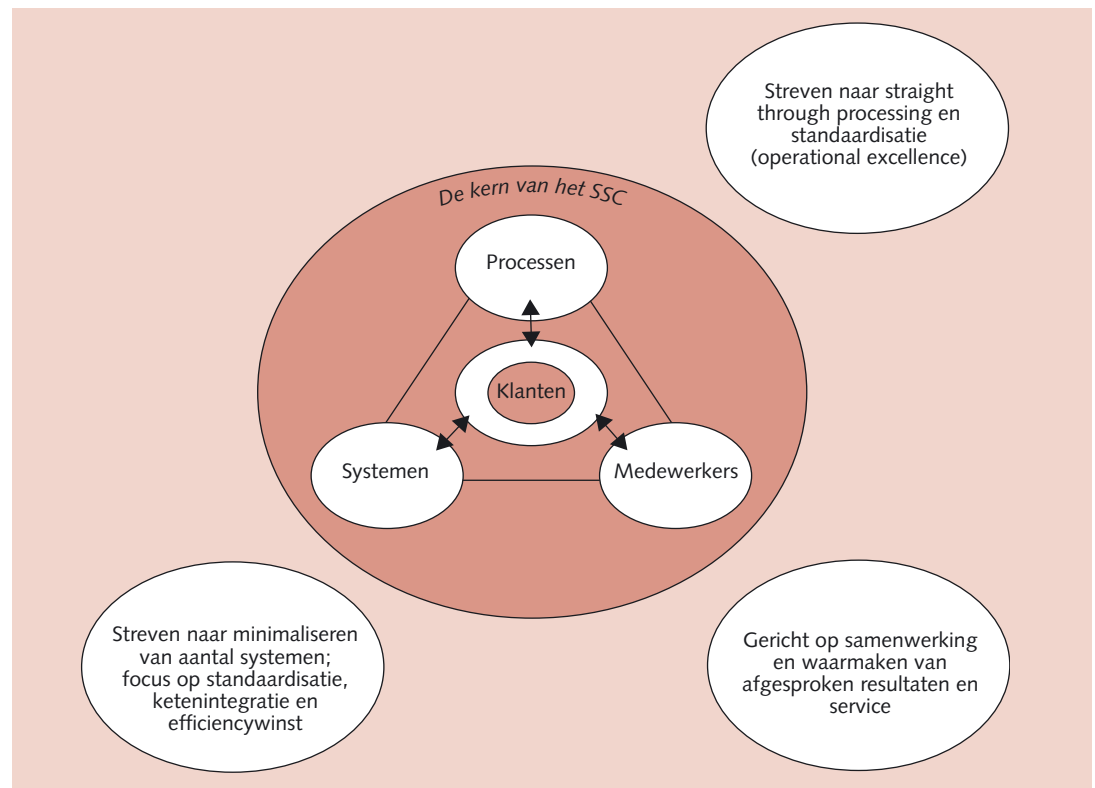 Streven naar straight
through processing en
standaardisatie
(operational excellence)
De kern van het SSC
Processen
Klanten
Systemen
Medewerkers
Streven naar minimaliseren
van aantal systemen;
focus op standaardisatie,
ketenintegratie en
efficiencywinst
Gericht op samenwerking
en waarmaken van
afgesproken resultaten en
service